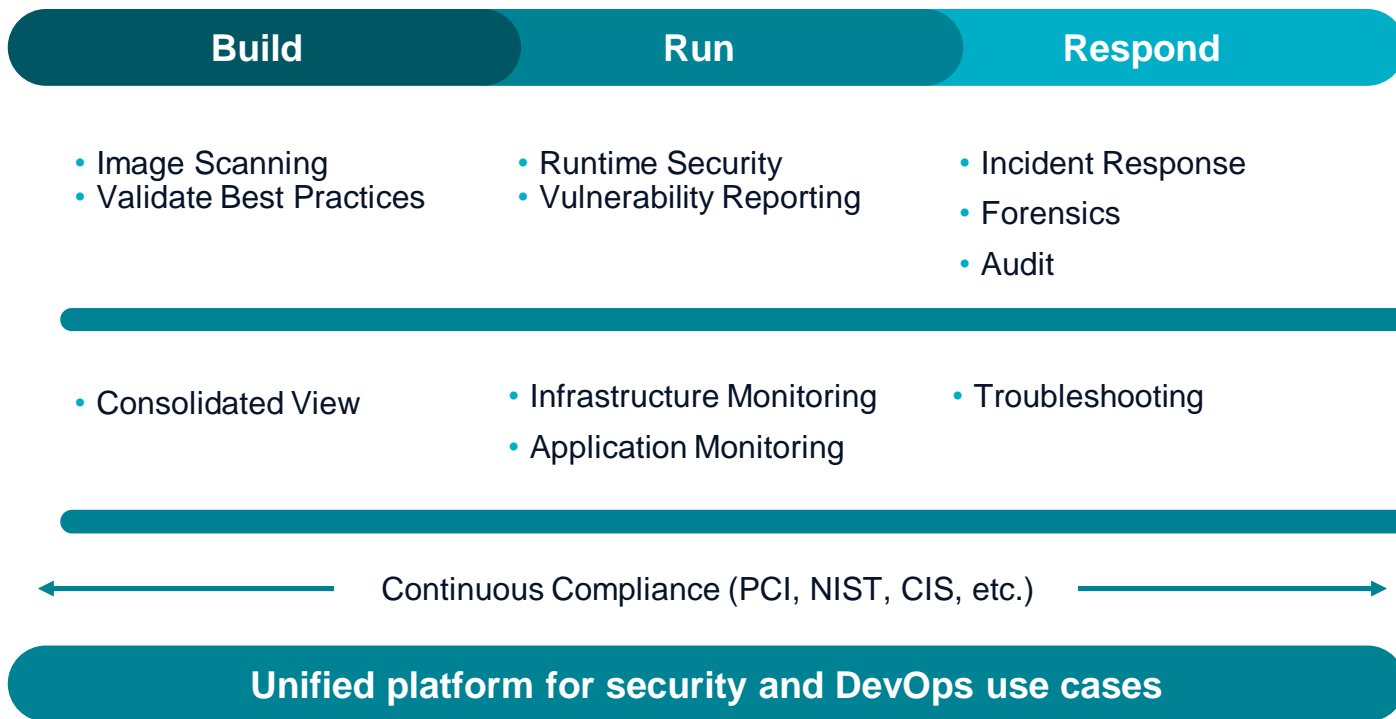 Build
Run
Respond
• Image Scanning
• Validate Best Practices
• Runtime Security
• Vulnerability Reporting
• Incident Response
• Forensics
• Audit
• Consolidated View
• Infrastructure Monitoring
• Application Monitoring
• Troubleshooting
Continuous Compliance (PCI, NIST, CIS, etc.)
Unified platform for security and DevOps use cases